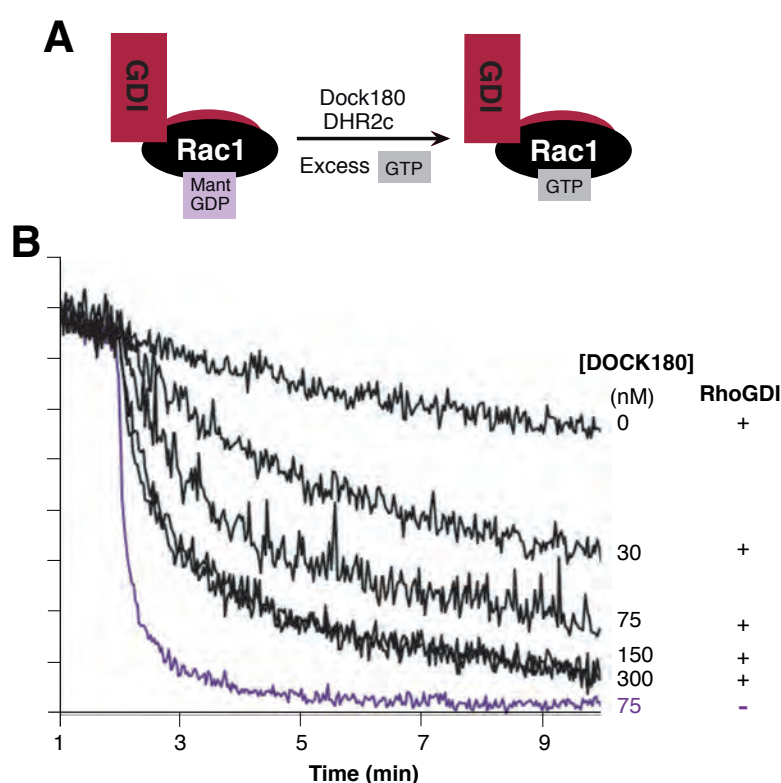 A
GDI
Rac1
Mant
GDP
Dock180
DHR2c
Excess GTP
GDI
Rac1
GTP
B
[DOCK180]
(nM) RhoGDI
0 +
30 +
75 +
150 +
300 +
75 -
1 3 5 7 9
Time (min)